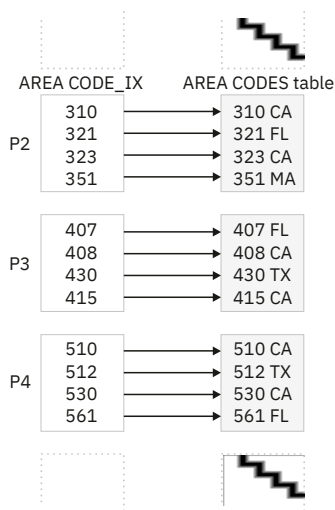 AREA CODE_IX AREA CODES table
P2
310 310 CA
321 321 FL
323 323 CA
351 351 MA
P3
407 407 FL
408 408 CA
430 430 TX
415 415 CA
P4
510 510 CA
512 512 TX
530 530 CA
561 561 FL